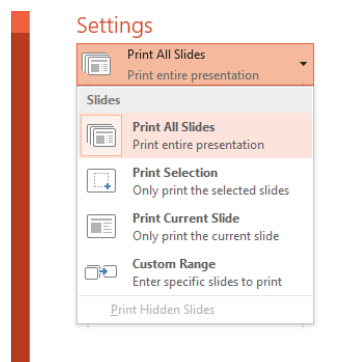 Settings
Print All Slides
Print entire presentation
Slides
Print All Slides
Print entire presentation
Print Selection
Only print the selected slides
Print Current Slide
Only print the current slide
Custom Range
Enter specific slides to print
Print Hidden Slides